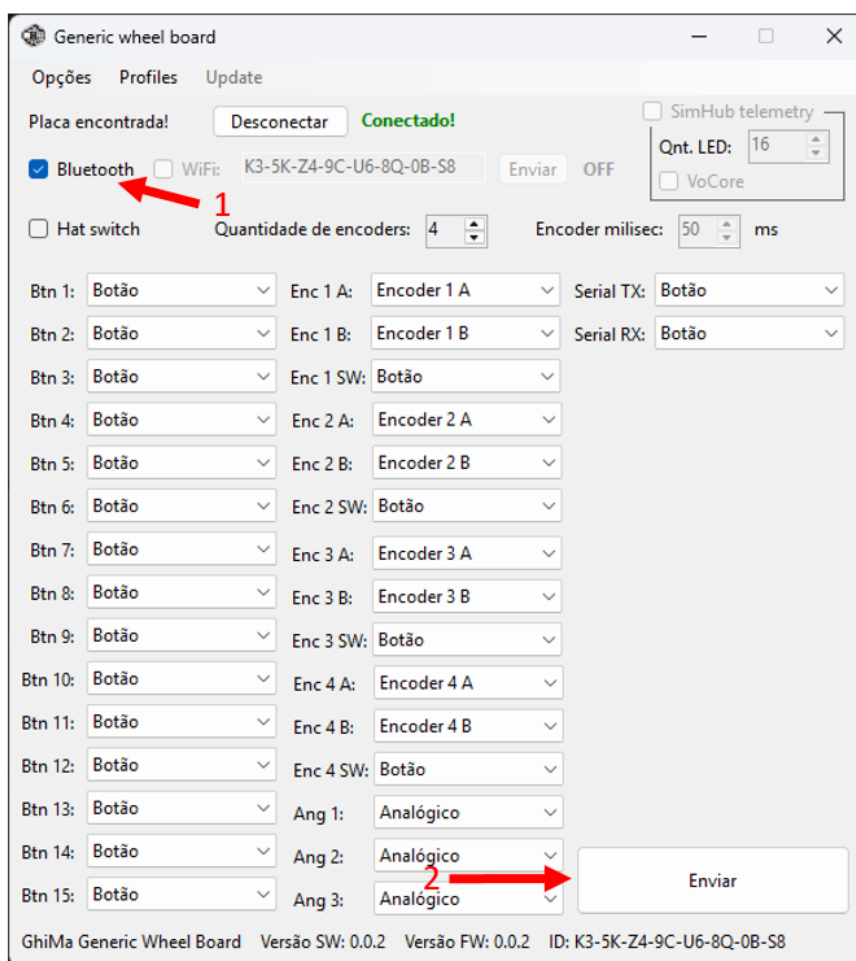 Generic wheel board
Opções Profiles Update
Placa encontrada! Desconectar Conectado! SimHub telemetry
Qnt. LED: 16
Bluetooth WiFi: K3-5K-Z4-9C-U6-8Q-0B-S8 Enviar OFF
VoCore
1
Hat switch Quantidade de encoders: 4 Encoder milisec: 50 ms
Btn 1: Botão Enc 1 A: Encoder 1 A Serial TX: Botão
Btn 2: Botão Enc 1 B: Encoder 1 B Serial RX: Botão
Btn 3: Botão Enc 1 SW: Botão
Btn 4: Botão Enc 2 A: Encoder 2 A
Btn 5: Botão Enc 2 B: Encoder 2 B
Btn 6: Botão Enc 2 SW: Botão
Btn 7: Botão Enc 3 A: Encoder 3 A
Btn 8: Botão Enc 3 B: Encoder 3 B
Btn 9: Botão Enc 3 SW: Botão
Btn 10: Botão Enc 4 A: Encoder 4 A
Btn 11: Botão Enc 4 B: Encoder 4 B
Btn 12: Botão Enc 4 SW: Botão
Btn 13: Botão Ang 1: Analógico
Btn 14: Botão Ang 2: Analógico
2 Enviar
Btn 15: Botão Ang 3: Analógico
GhiMa Generic Wheel Board Versão SW: 0.0.2 Versão FW: 0.0.2 ID: K3-5K-Z4-9C-U6-8Q-0B-S8